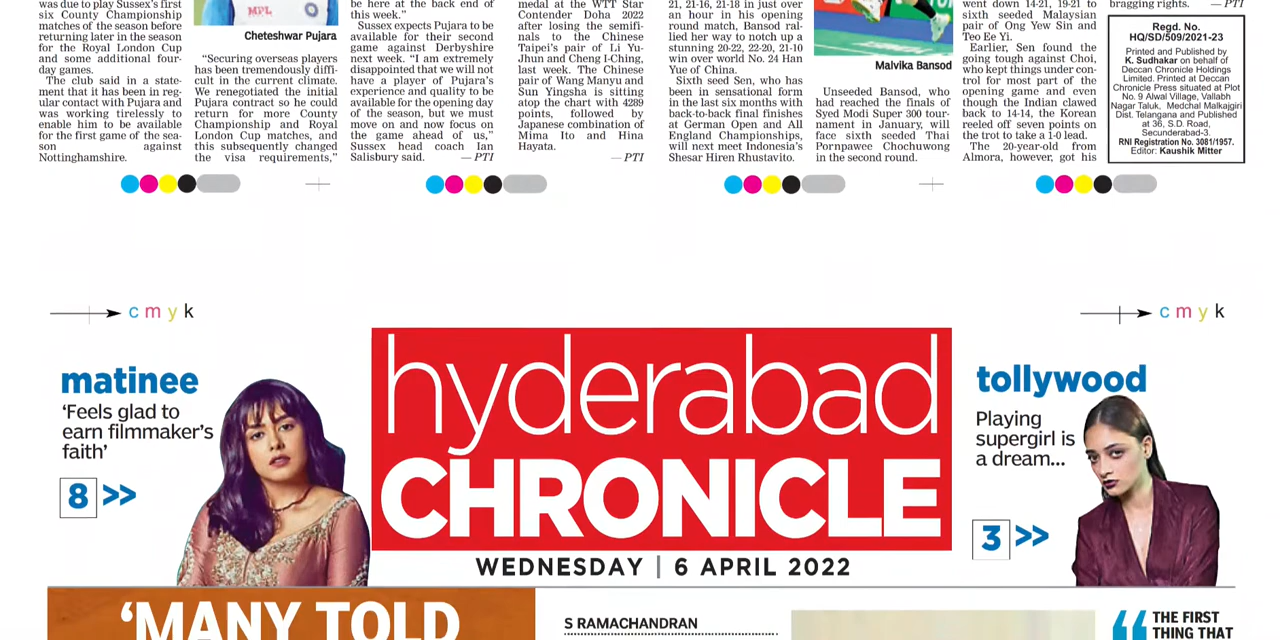 was due to play Sussex's first
six County Championship
matches of the season before
returning later in the season
for the Royal London Cup
and some additional four-
day games.
The club said in a state-
ment that it has been in reg-
ular contact with Pujara and
was working tirelessly to
enable him to be available
for the first game of the sea-
son against
Nottinghamshire.
MPL
Cheteshwar Pujara
"Securing overseas players
has been tremendously diffi-
cult in the current climate.
We renegotiated the initial
Pujara contract so he could
return for more County
Championship and Royal
London Cup matches, and
this subsequently changed
the visa requirements,"
be here at the back end of
this week."
Sussex expects Pujara to be
available for their second
game against Derbyshire
next week. "I am extremely
disappointed that we will not
have a player of Pujara's
experience and quality to be
available for the opening day
of the season, but we must
move on and now focus on
the game ahead of us,"
Sussex head coach Ian
Salisbury said. — PTI
medal at the WTT Star
Contender Doha 2022
after losing the semifi-
nals to the Chinese
Taipei's pair of Li Yu-
Jhun and Cheng I-Ching,
last week. The Chinese
pair of Wang Manyu and
Sun Yingsha is sitting
atop the chart with 4289
points, followed by
Japanese combination of
Mima Ito and Hina
Hayata.
— PTI
21, 21-16, 21-18 in just over
an hour in his opening
round match, Bansod ral-
lied her way to notch up a
stunning 20-22, 22-20, 21-10
win over world No. 24 Han
Yue of China.
Sixth seed Sen, who has
been in sensational form
in the last six months with
back-to-back final finishes
at German Open and All
England Championships,
will next meet Indonesia's
Shesar Hiren Rhustavito.
Malvika Bansod
Unseeded Bansod, who
had reached the finals of
Syed Modi Super 300 tour-
nament in January, will
face sixth seeded Thai
Pornpawee Chochuwong
in the second round.
went down 14-21, 19-21 to
sixth seeded Malaysian
pair of Ong Yew Sin and
Teo Ee Yi.
Earlier, Sen found the
going tough against Choi,
who kept things under con-
trol for most part of the
opening game and even
though the Indian clawed
back to 14-14, the Korean
reeled off seven points on
the trot to take a 1-0 lead.
The 20-year-old from
Almora, however, got his
bragging rights. — PTI
Regd. No.
HQ/SD/509/2021-23
Printed and Published by
K. Sudhakar on behalf of
Deccan Chronicle Holdings
Limited. Printed at Deccan
Chronicle Press situated at Plot
No. 9 Alwal Village, Vallabh
Nagar Taluk, Medchal Malkajgiri
Dist. Telangana and Published
at 36, S.D. Road,
Secunderabad-3.
RNI Registration No. 3081/1957.
Editor: Kaushik Mitter
c m y k
c m y k
matinee
'Feels glad to
earn filmmaker's
faith'
8 >>
hyderabad
CHRONICLE
WEDNESDAY | 6 APRIL 2022
tollywood
Playing
supergirl is
a dream...
3 >>
'MANY TOLD
S RAMACHANDRAN
"THE FIRST
THING THAT